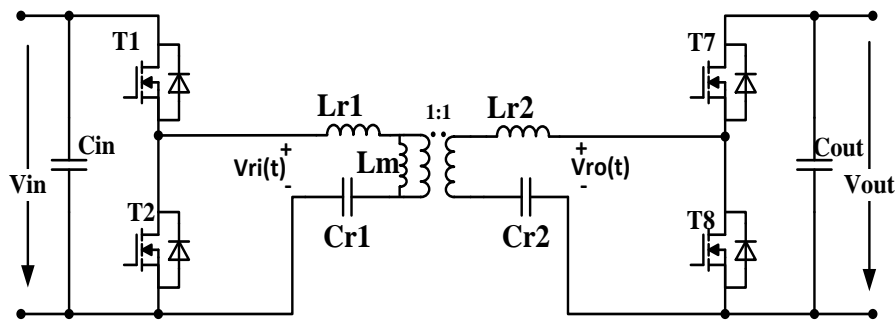 T1
T7
Lr1
1:1
Lr2
Cin
Vri(t)
+
-
Lm
Vro(t)
+
-
Cout
Vin
Vout
T2
T8
Cr1
Cr2